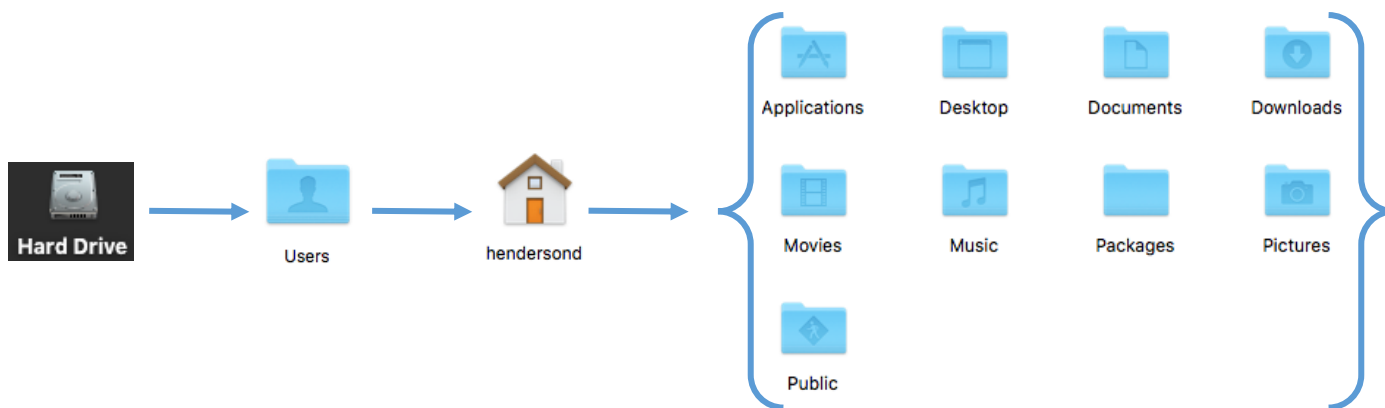 Hard Drive
Users
hendersond
Applications
Desktop
Documents
Downloads
Movies
Music
Packages
Pictures
Public